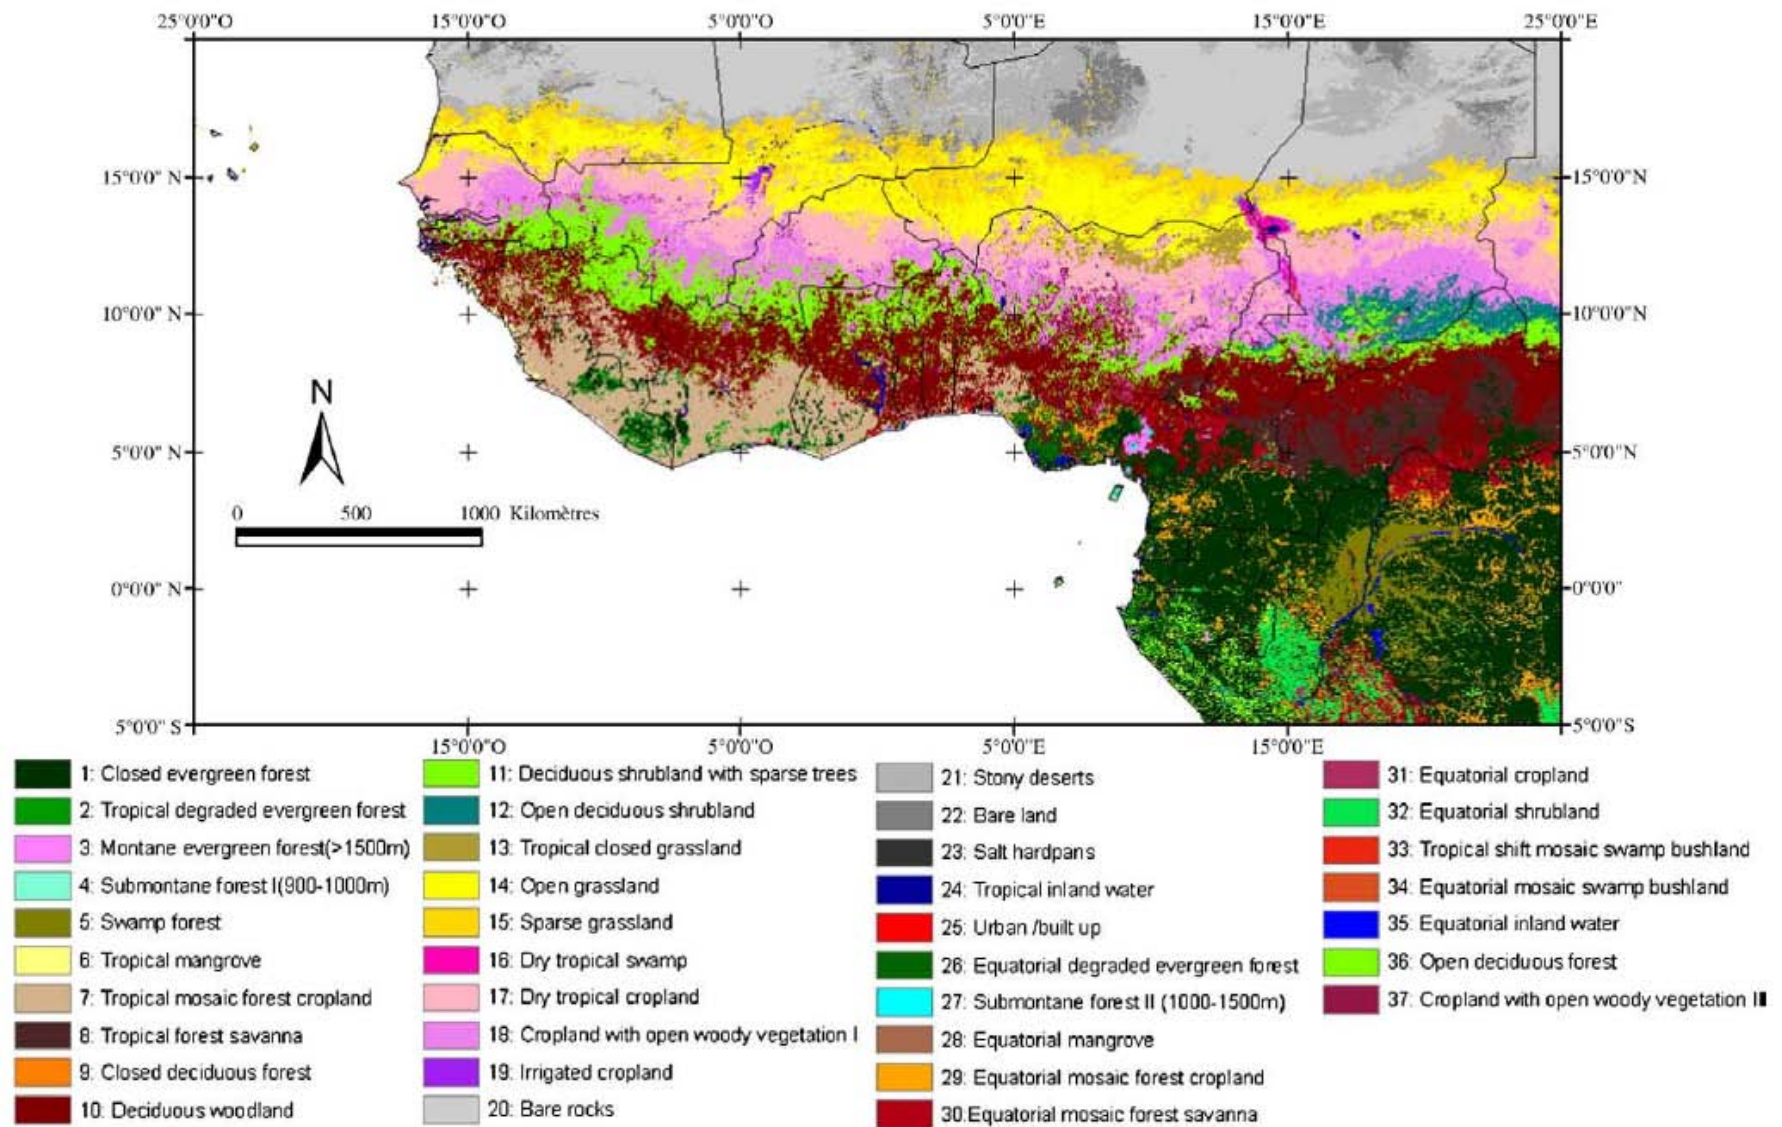 25°0'0"O 15°0'0"O 5°0'0"O 5°0'0"E 15°0'0"E 25°0'0"E
15°0'0" N 15°0'0"N
10°0'0" N 10°0'0"N
N
5°0'0" N 5°0'0"N
0 500 1000 Kilomètres
0°0'0" N 0°0'0"
5°0'0" S 5°0'0"S
15°0'0"O 5°0'0"O 5°0'0"E 15°0'0"E
1: Closed evergreen forest
2: Tropical degraded evergreen forest
3: Montane evergreen forest(>1500m)
4: Submontane forest I(900-1000m)
5: Swamp forest
6: Tropical mangrove
7: Tropical mosaic forest cropland
8: Tropical forest savanna
9: Closed deciduous forest
10: Deciduous woodland
11: Deciduous shrubland with sparse trees
12: Open deciduous shrubland
13: Tropical closed grassland
14: Open grassland
15: Sparse grassland
16: Dry tropical swamp
17: Dry tropical cropland
18: Cropland with open woody vegetation I
19: Irrigated cropland
20: Bare rocks
21: Stony deserts
22: Bare land
23: Salt hardpans
24: Tropical inland water
25: Urban /built up
26: Equatorial degraded evergreen forest
27: Submontane forest II (1000-1500m)
28: Equatorial mangrove
29: Equatorial mosaic forest cropland
30:Equatorial mosaic forest savanna
31: Equatorial cropland
32: Equatorial shrubland
33: Tropical shift mosaic swamp bushland
34: Equatorial mosaic swamp bushland
35: Equatorial inland water
36: Open deciduous forest
37: Cropland with open woody vegetation II